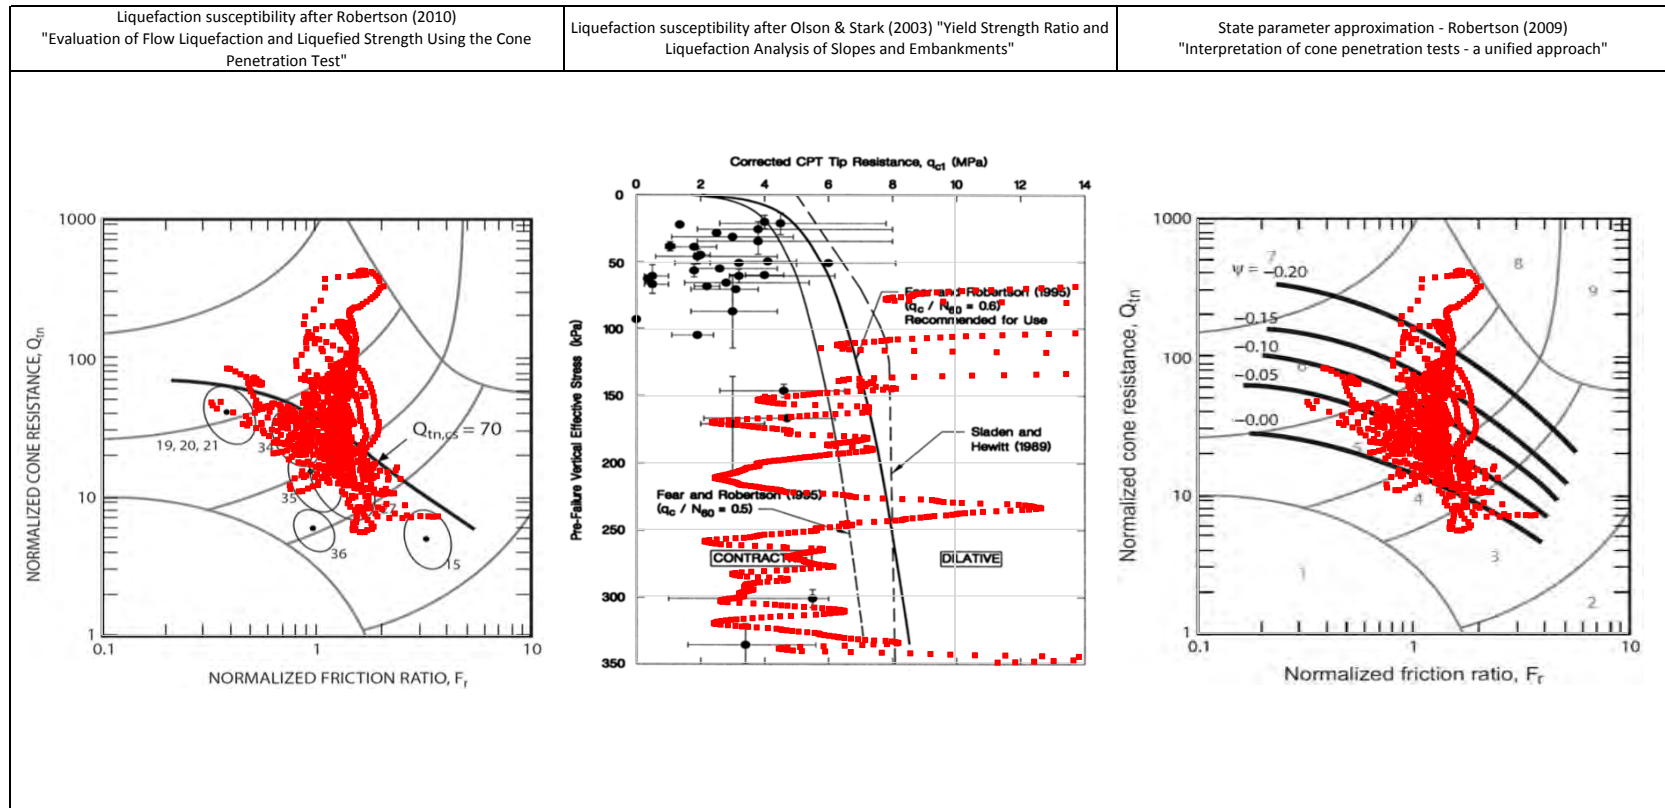 Liquefaction susceptibility after Robertson (2010)
"Evaluation of Flow Liquefaction and Liquefied Strength Using the Cone
Penetration Test"
Liquefaction susceptibility after Olson & Stark (2003) "Yield Strength Ratio and
Liquefaction Analysis of Slopes and Embankments"
State parameter approximation - Robertson (2009)
"Interpretation of cone penetration tests - a unified approach"
NORMALIZED CONE RESISTANCE, Qtn
1000
100
10
1
0.1
1
10
NORMALIZED FRICTION RATIO, Fr
Qtn,cs = 70
19, 20, 21
34
35
36
15
Corrected CPT Tip Resistance, qc1 (MPa)
0 2 4 6 8 10 12 14
Pre-Failure Vertical Effective Stress (kPa)
0
50
100
150
200
250
300
350
Fear and Robertson (1995)
(qc / N60 = 0.6)
Recommended for Use
Sladen and
Hewitt (1989)
Fear and Robertson (1995)
(qc / N60 = 0.5)
DILATIVE
Normalized cone resistance, Qtn
1000
100
10
1
0.1
1
10
Normalized friction ratio, Fr
ψ = -0.20
-0.15
-0.10
-0.05
-0.00
7
8
9
6
4
3
1
2